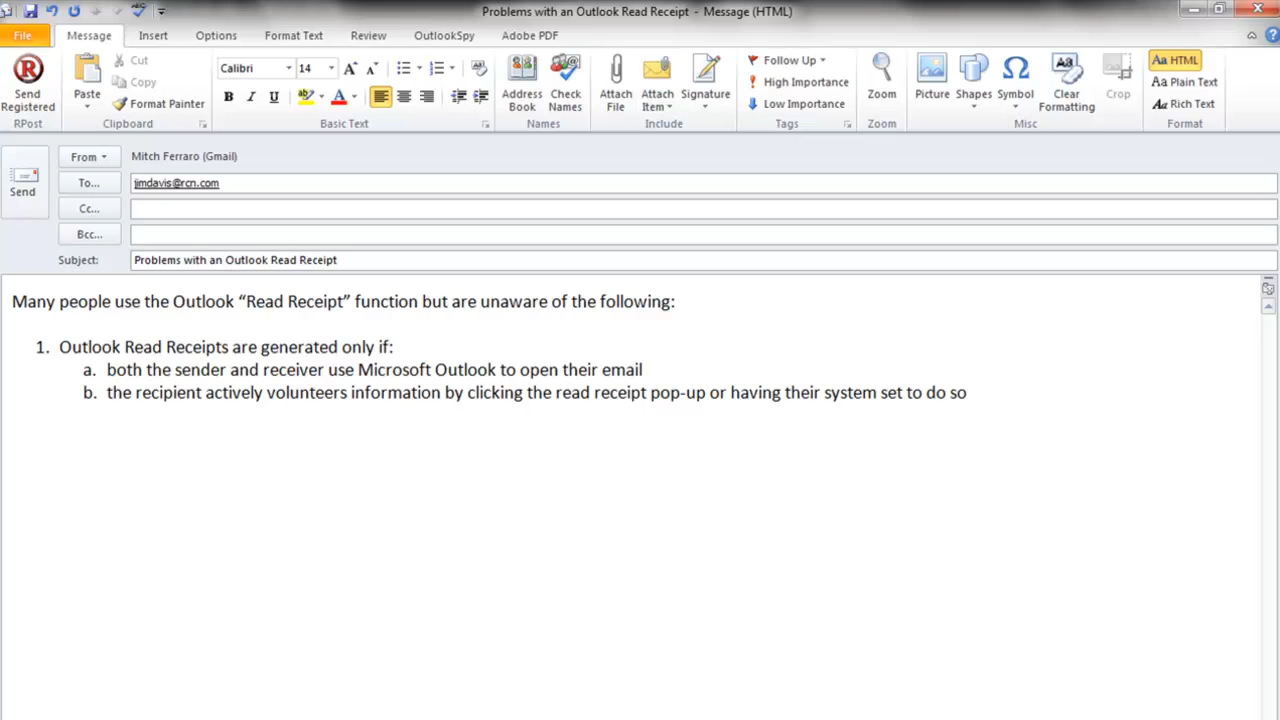 Problems with an Outlook Read Receipt - Message (HTML)
File Message Insert Options Format Text Review OutlookSpy Adobe PDF
Send Registered
RPost
Paste
Cut
Copy
Format Painter
Clipboard
Calibri 14
B I U
Basic Text
Address Book
Check Names
Names
Attach File
Attach Item
Signature
Include
Follow Up
High Importance
Low Importance
Tags
Zoom
Zoom
Picture
Shapes
Symbol
Clear Formatting
Crop
Misc
Aa HTML
Aa Plain Text
Aa Rich Text
Format
Send
From Mitch Ferraro (Gmail)
To... jimdavis@rcn.com
Cc...
Bcc...
Subject: Problems with an Outlook Read Receipt
Many people use the Outlook “Read Receipt” function but are unaware of the following:
1. Outlook Read Receipts are generated only if:
a. both the sender and receiver use Microsoft Outlook to open their email
b. the recipient actively volunteers information by clicking the read receipt pop-up or having their system set to do so